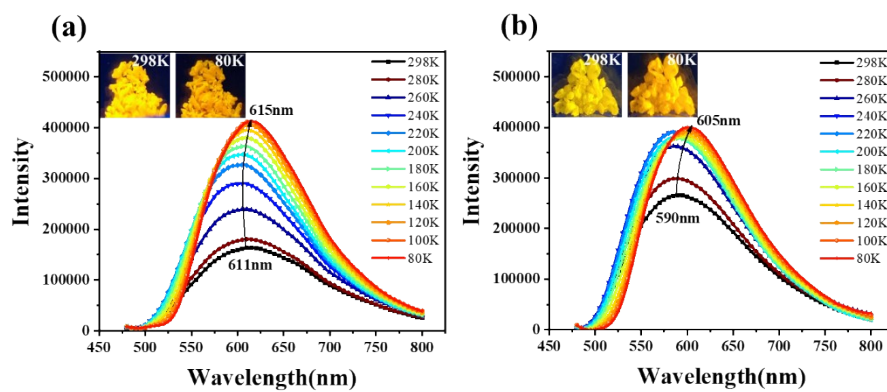 (a)
298K
80K
615nm
611nm
500000
400000
300000
200000
100000
0
Intensity
450 500 550 600 650 700 750 800
Wavelength(nm)
298K
280K
260K
240K
220K
200K
180K
160K
140K
120K
100K
80K
(b)
298K
80K
605nm
590nm
500000
400000
300000
200000
100000
0
Intensity
450 500 550 600 650 700 750 800
Wavelength(nm)
298K
280K
260K
240K
220K
200K
180K
160K
140K
120K
100K
80K